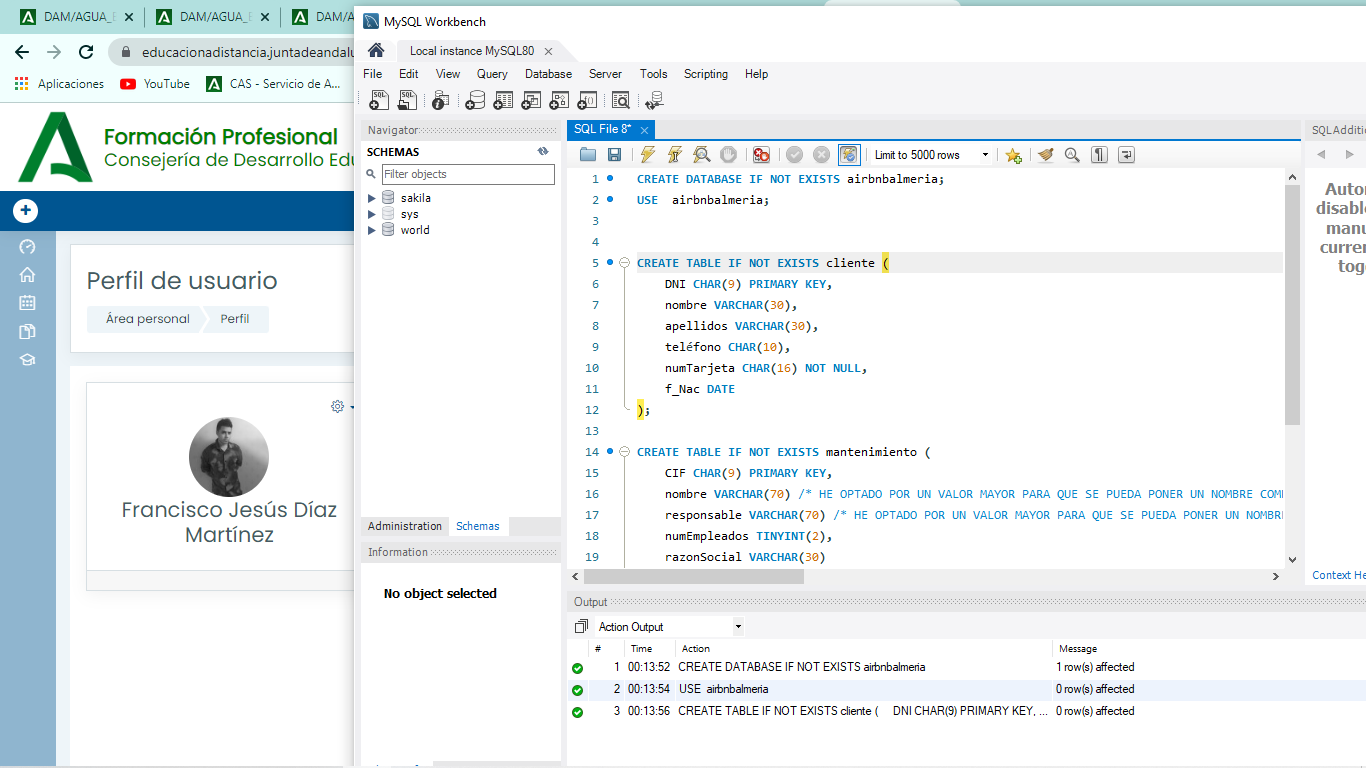 DAM/AGUA_E
DAM/AGUA_E
DAM/A
educacionadistancia.juntadeandalu
Aplicaciones
YouTube
CAS - Servicio de A...
Formación Profesional
Consejería de Desarrollo Edu
Perfil de usuario
Área personal
Perfil
Francisco Jesús Díaz
Martínez
MySQL Workbench
Local instance MySQL80
File Edit View Query Database Server Tools Scripting Help
Navigator
SCHEMAS
Filter objects
sakila
sys
world
Administration Schemas
Information
No object selected
SQL File 8*
Limit to 5000 rows
1 CREATE DATABASE IF NOT EXISTS airbnbalmeria;
2 USE  airbnbalmeria;
3
4
5 CREATE TABLE IF NOT EXISTS cliente (
6 DNI CHAR(9) PRIMARY KEY,
7 nombre VARCHAR(30),
8 apellidos VARCHAR(30),
9 teléfono CHAR(10),
10 numTarjeta CHAR(16) NOT NULL,
11 f_Nac DATE
12 );
13
14 CREATE TABLE IF NOT EXISTS mantenimiento (
15 CIF CHAR(9) PRIMARY KEY,
16 nombre VARCHAR(70) /* HE OPTADO POR UN VALOR MAYOR PARA QUE SE PUEDA PONER UN NOMBRE COM
17 responsable VARCHAR(70) /* HE OPTADO POR UN VALOR MAYOR PARA QUE SE PUEDA PONER UN NOMBRE
18 numEmpleados TINYINT(2),
19 razonSocial VARCHAR(30)
SQL Additio
Auto
disable
manu
curren
tog
Context He
Output
Action Output
# Time Action Message
1 00:13:52 CREATE DATABASE IF NOT EXISTS airbnbalmeria 1 row(s) affected
2 00:13:54 USE  airbnbalmeria 0 row(s) affected
3 00:13:56 CREATE TABLE IF NOT EXISTS cliente (     DNI CHAR(9) PRIMARY KEY, ... 0 row(s) affected